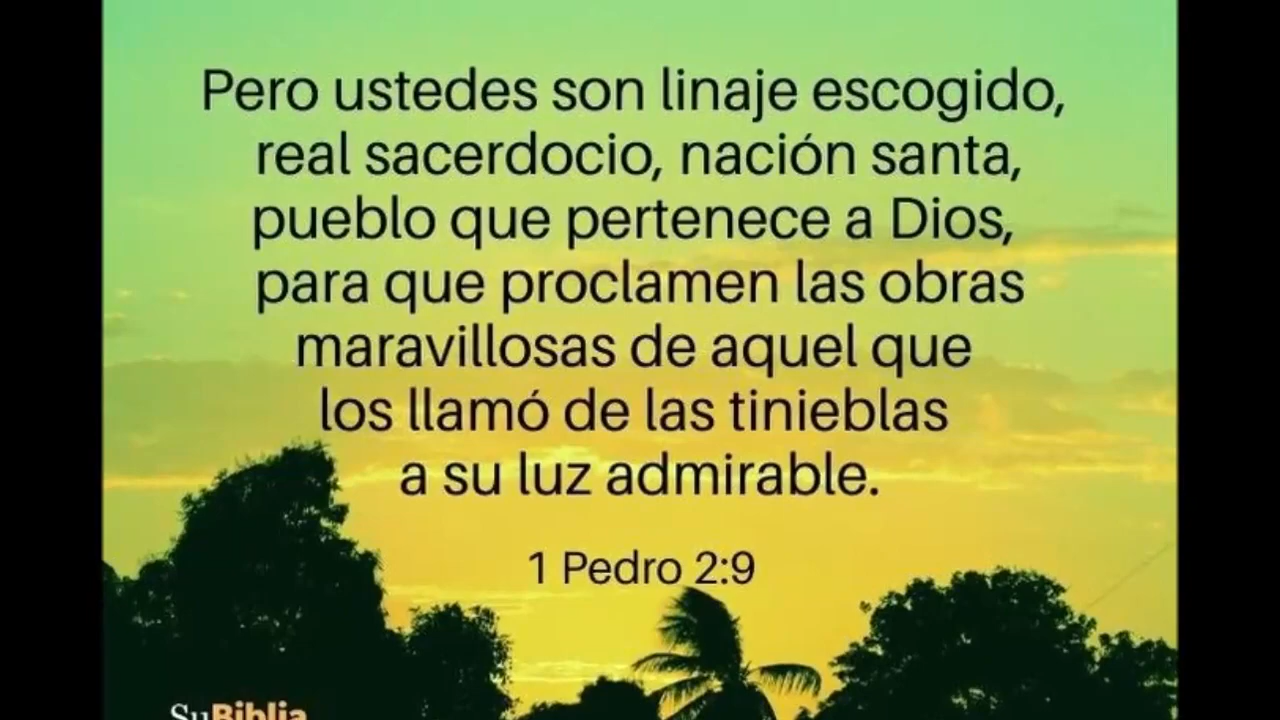 Pero ustedes son linaje escogido,
real sacerdocio, nación santa,
pueblo que pertenece a Dios,
para que proclamen las obras
maravillosas de aquel que
los llamó de las tinieblas
a su luz admirable.
1 Pedro 2:9
SuBiblia